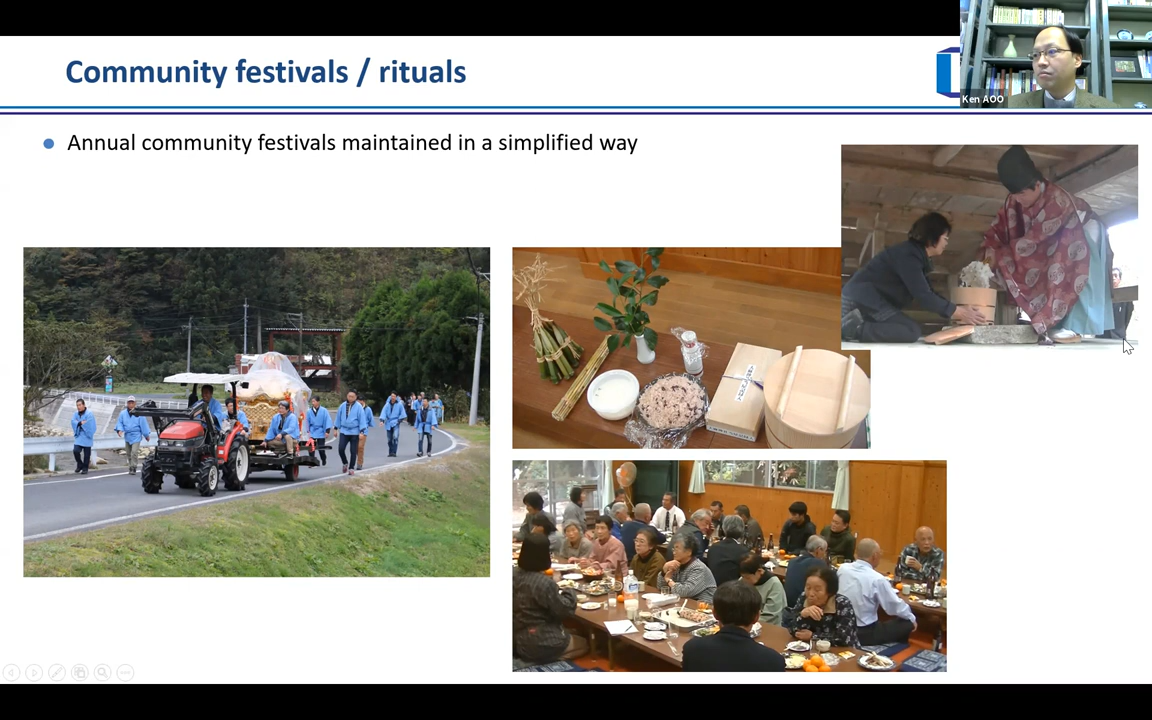 Community festivals / rituals
Ken AOO
Annual community festivals maintained in a simplified way